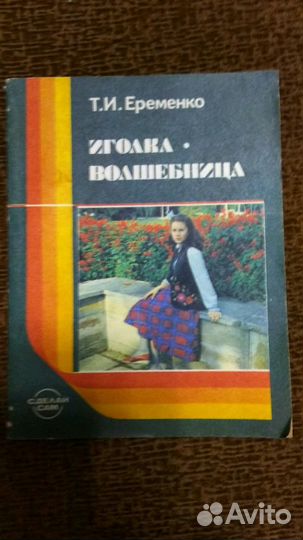 Т.И. Еременко
ИГОЛКА •
ВОЛШЕБНИЦА
СДЕЛАЙ
САМ
Avito